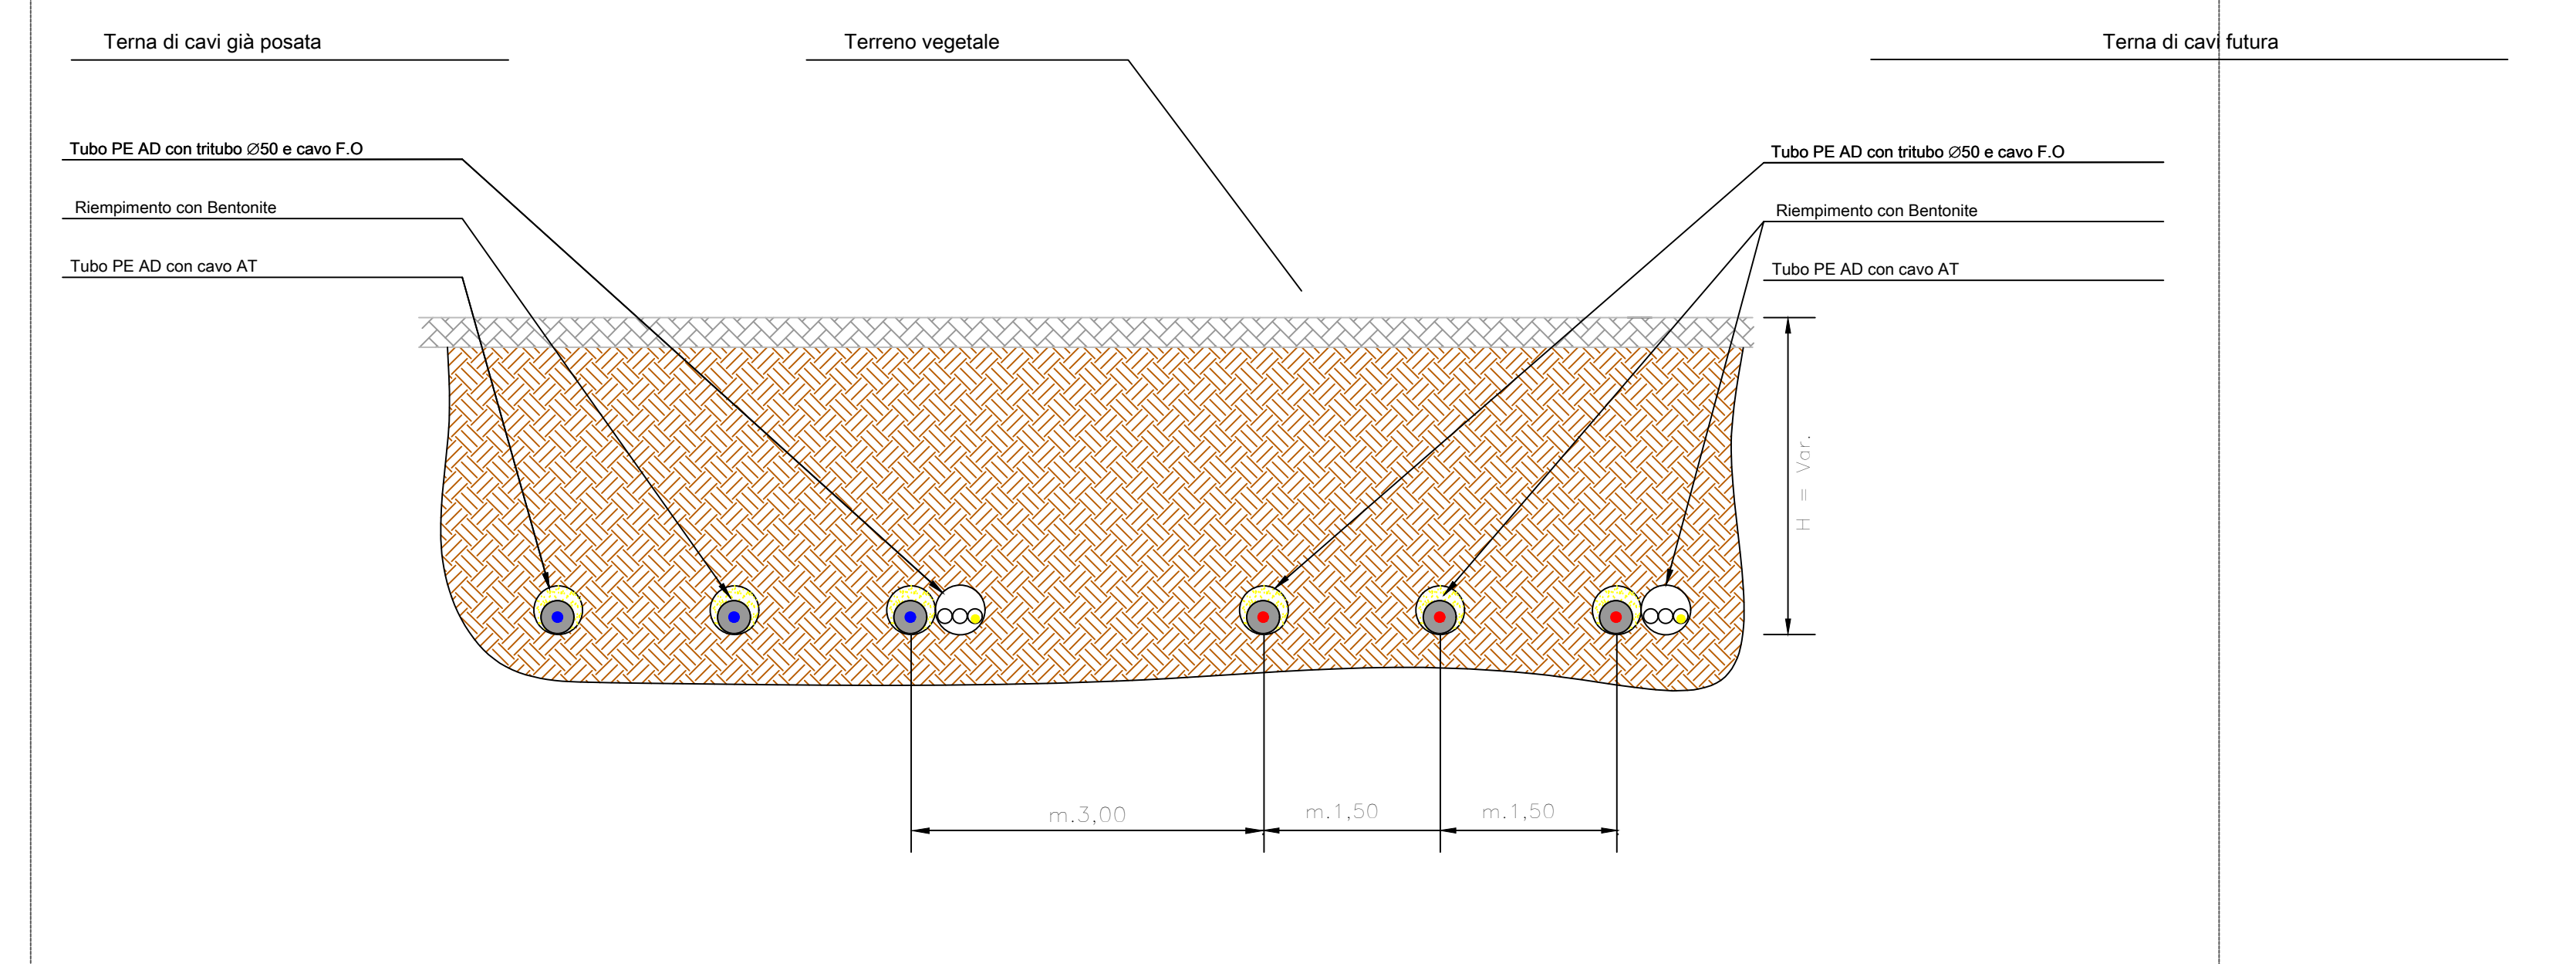 Terna di cavi già posata
Terreno vegetale
Terna di cavi futura
Tubo PE AD con tritubo Ø50 e cavo F.O
Riempimento con Bentonite
Tubo PE AD con cavo AT
Tubo PE AD con tritubo Ø50 e cavo F.O
Riempimento con Bentonite
Tubo PE AD con cavo AT
H = Var.
m.3,00
m.1,50
m.1,50